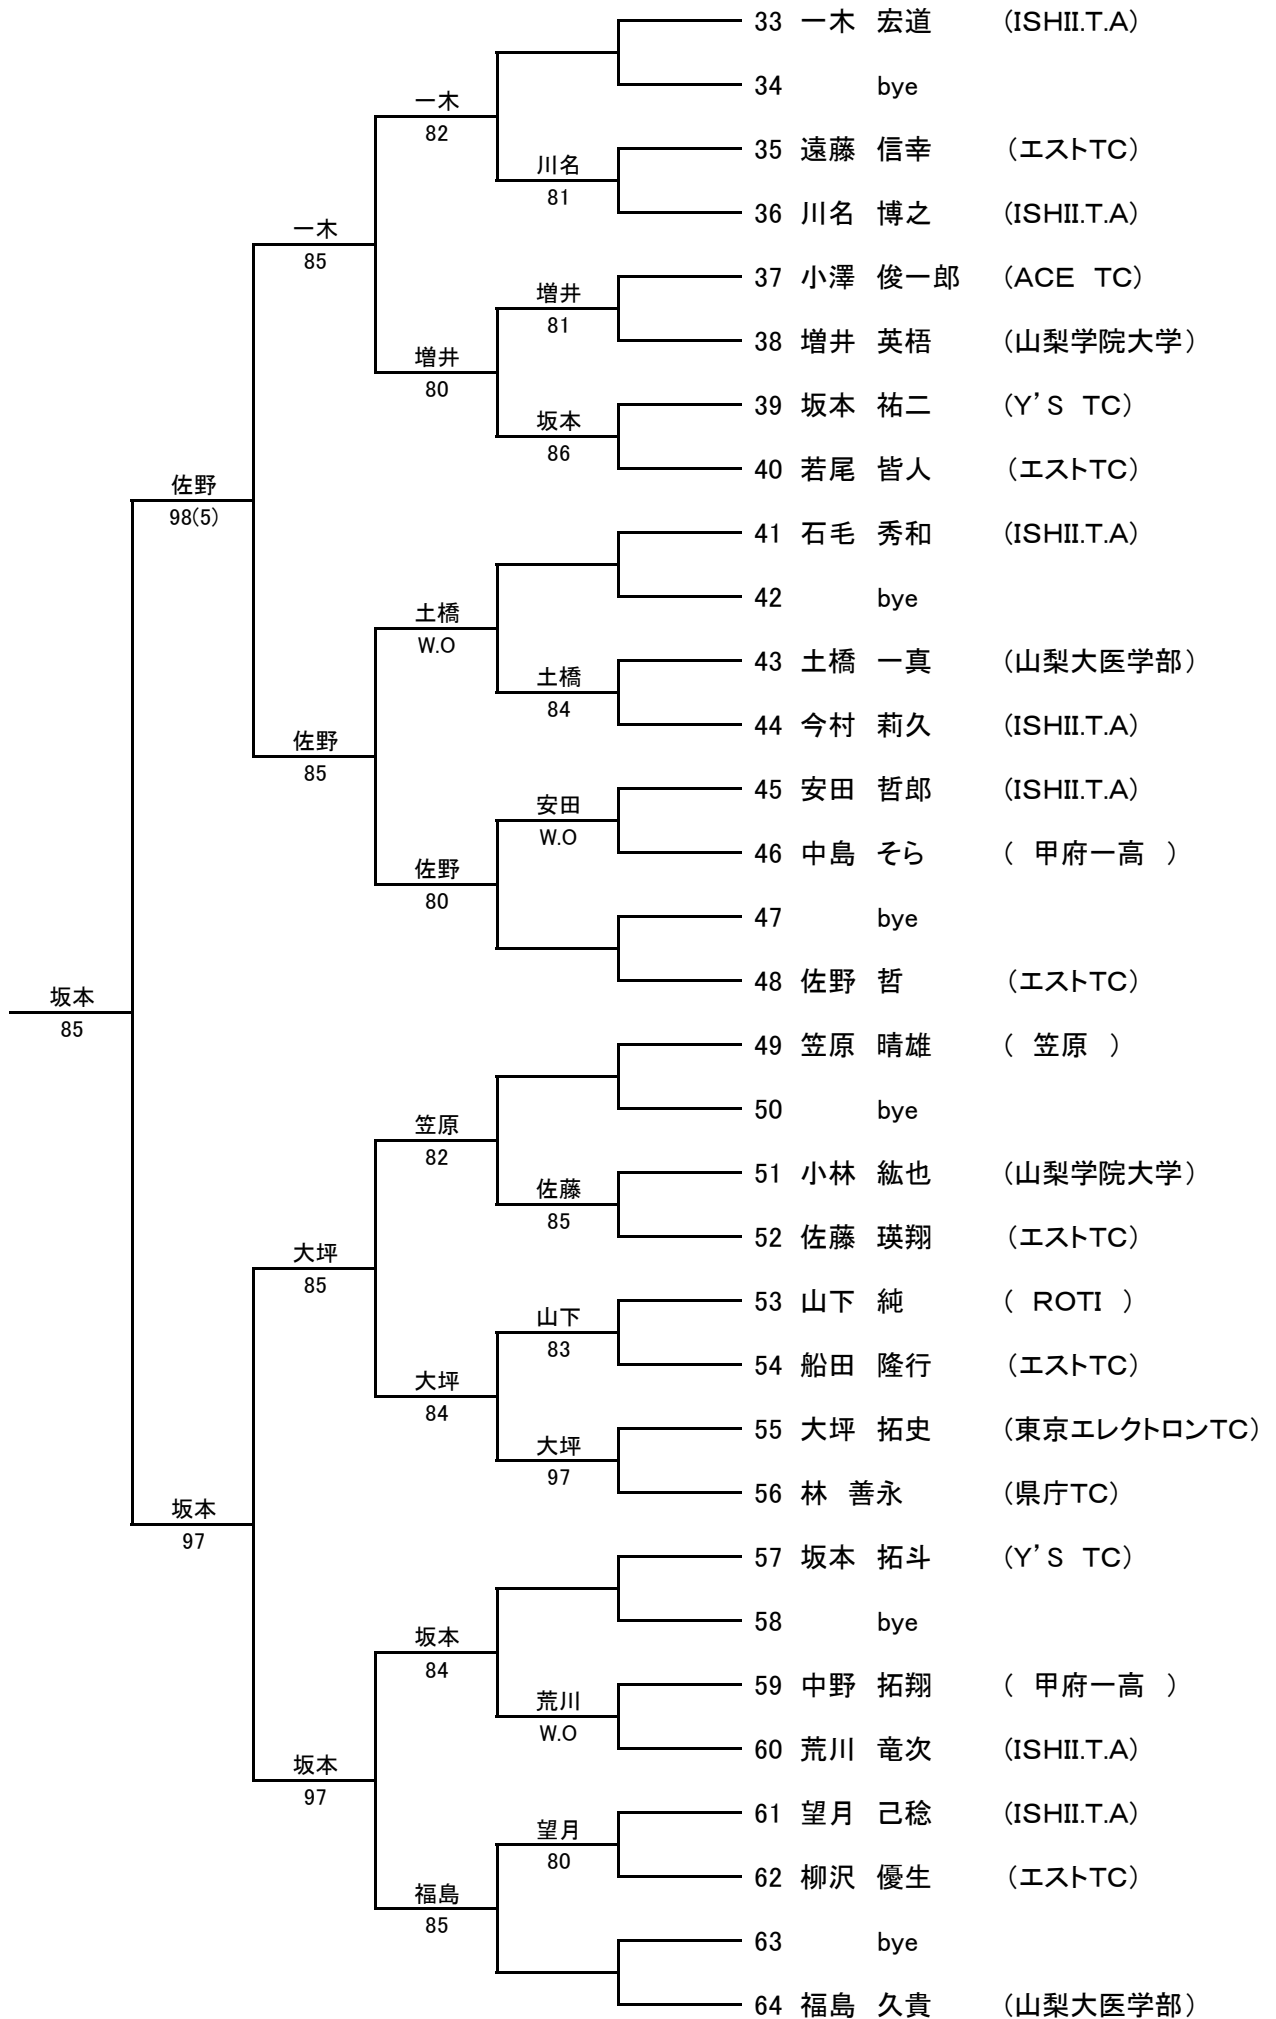 33 一木 宏道 (ISHII.T.A)
34 bye
一木
82
35 遠藤 信幸 (エストTC)
川名
81
36 川名 博之 (ISHII.T.A)
一木
85
37 小澤 俊一郎 (ACE TC)
増井
81
38 増井 英梧 (山梨学院大学)
増井
80
39 坂本 祐二 (Y'S TC)
坂本
86
40 若尾 皆人 (エストTC)
佐野
98(5)
41 石毛 秀和 (ISHII.T.A)
42 bye
土橋
W.O
43 土橋 一真 (山梨大医学部)
土橋
84
44 今村 莉久 (ISHII.T.A)
佐野
85
45 安田 哲郎 (ISHII.T.A)
安田
W.O
46 中島 そら ( 甲府一高 )
佐野
80
47 bye
48 佐野 哲 (エストTC)
坂本
85
49 笠原 晴雄 ( 笠原 )
50 bye
笠原
82
51 小林 紘也 (山梨学院大学)
佐藤
85
52 佐藤 瑛翔 (エストTC)
大坪
85
53 山下 純 ( ROTI )
山下
83
54 船田 隆行 (エストTC)
大坪
84
55 大坪 拓史 (東京エレクトロンTC)
大坪
97
56 林 善永 (県庁TC)
坂本
97
57 坂本 拓斗 (Y'S TC)
58 bye
坂本
84
59 中野 拓翔 ( 甲府一高 )
荒川
W.O
60 荒川 竜次 (ISHII.T.A)
坂本
97
61 望月 己稔 (ISHII.T.A)
望月
80
62 柳沢 優生 (エストTC)
福島
85
63 bye
64 福島 久貴 (山梨大医学部)